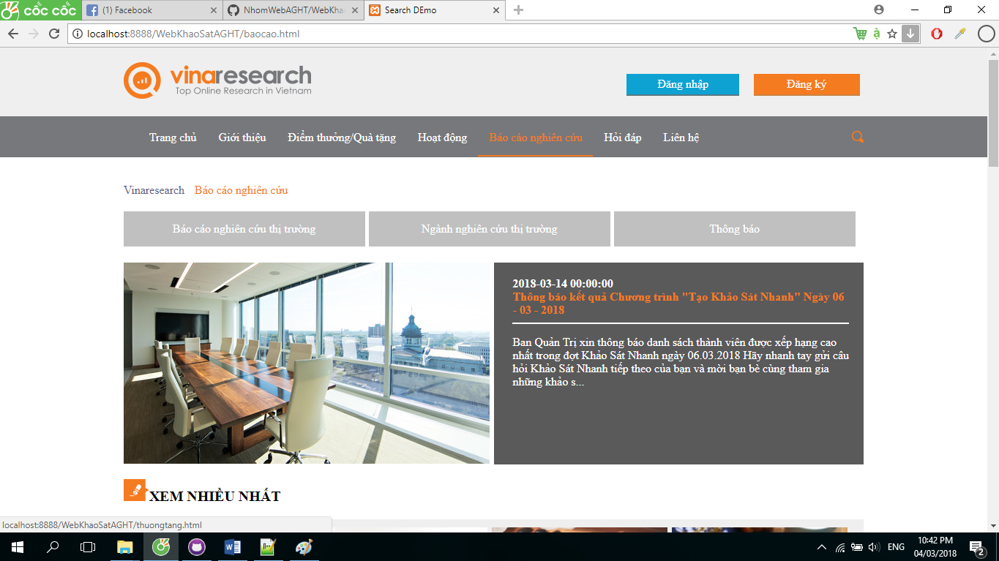 cốc cốc
(1) Facebook
NhomWebAGHT/WebKha
Search DEmo
localhost:8888/WebKhaoSatAGHT/baocao.html
vinaresearch
Top Online Research in Vietnam
Đăng nhập
Đăng ký
Trang chủ Giới thiệu Điểm thưởng/Quà tặng Hoạt động Báo cáo nghiên cứu Hỏi đáp Liên hệ
Vinaresearch Báo cáo nghiên cứu
Báo cáo nghiên cứu thị trường
Ngành nghiên cứu thị trường
Thông báo
2018-03-14 00:00:00
Thông báo kết quả Chương trình "Tạo Khảo Sát Nhanh" Ngày 06
- 03 - 2018
Ban Quản Trị xin thông báo danh sách thành viên được xếp hạng cao
nhất trong đợt Khảo Sát Nhanh ngày 06.03.2018 Hãy nhanh tay gửi câu
hỏi Khảo Sát Nhanh tiếp theo của bạn và mời bạn bè cùng tham gia
những khảo s...
XEM NHIỀU NHẤT
localhost:8888/WebKhaoSatAGHT/thuongtang.html
ENG
10:42 PM
04/03/2018
2